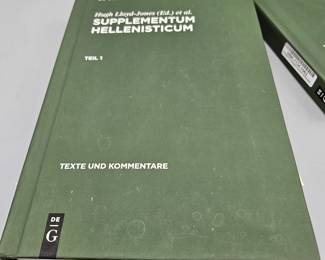 Hugh Lloyd-Jones (Ed.) et al.
SUPPLEMENTUM
HELLENISTICUM
TEIL 1
TEXTE UND KOMMENTARE
DE
G